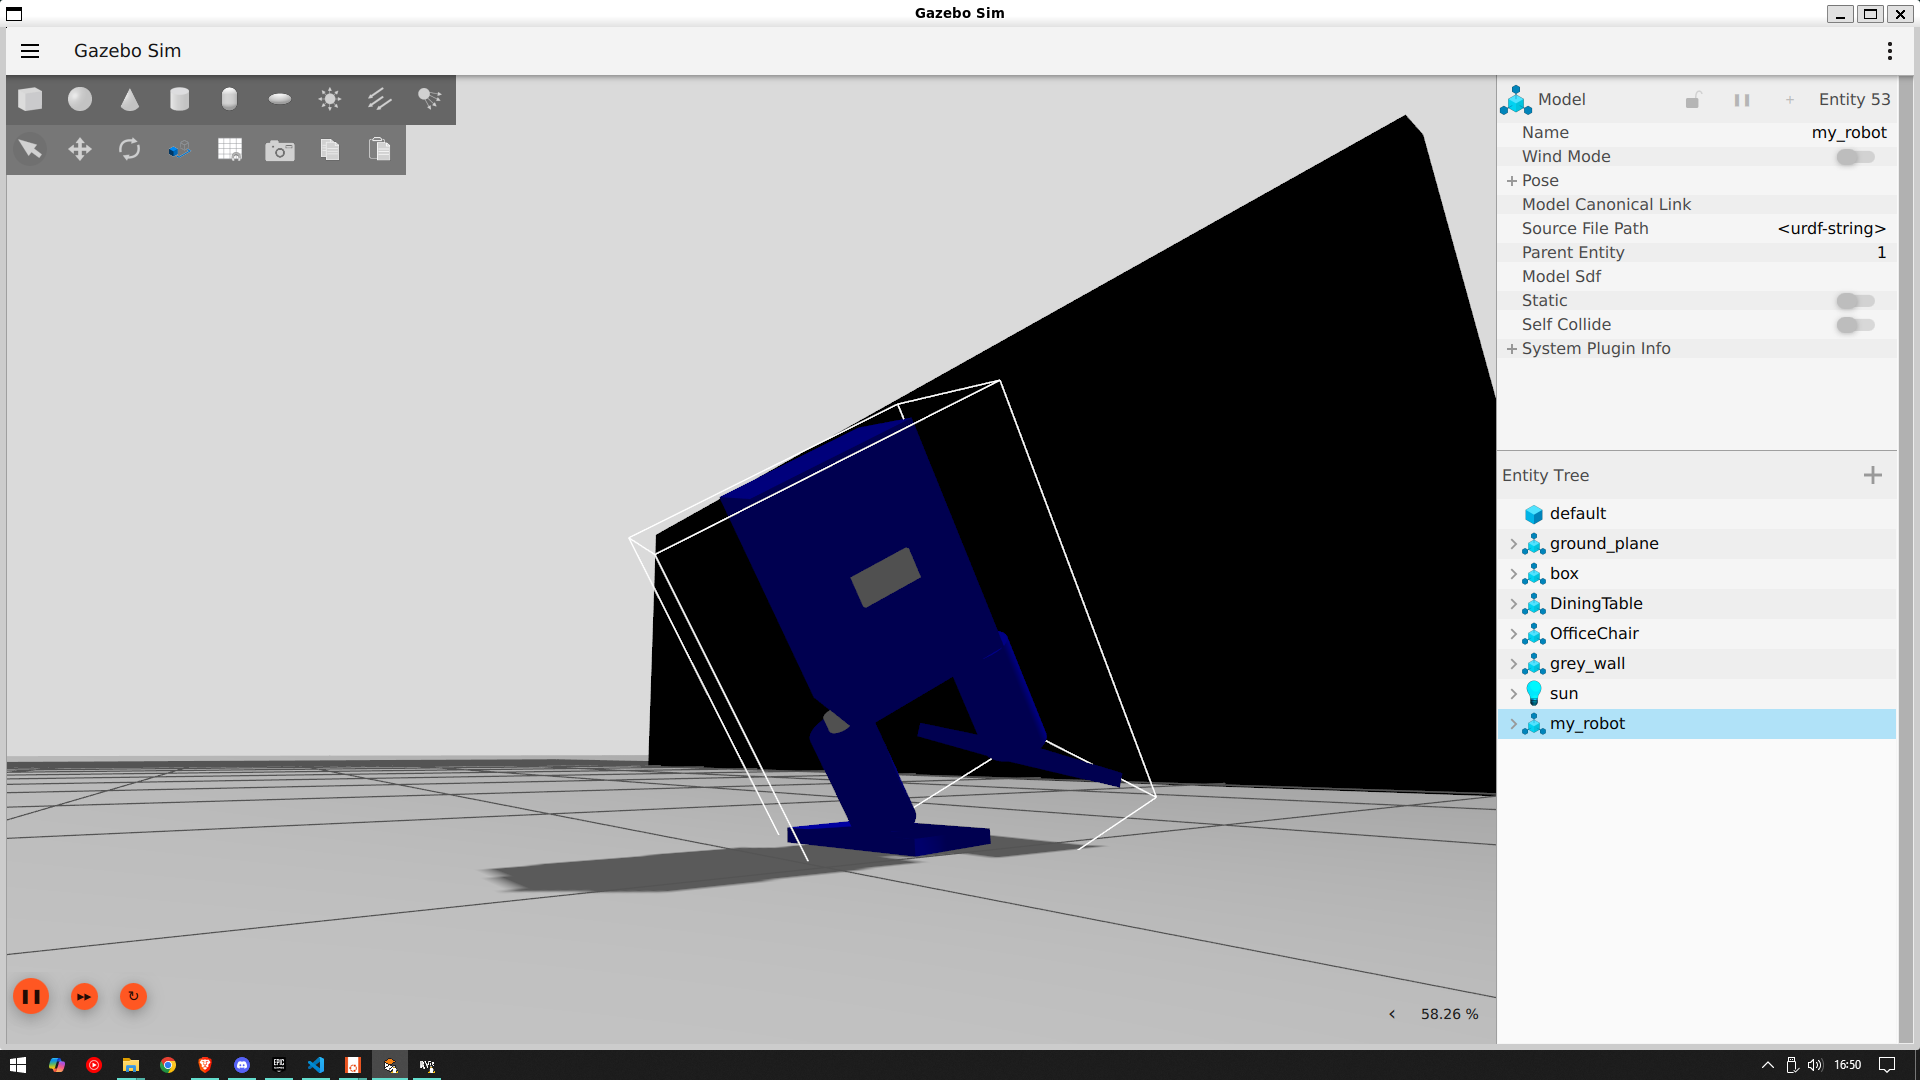 Gazebo Sim
Gazebo Sim
Model
Entity 53
Name
my_robot
Wind Mode
Pose
Model Canonical Link
Source File Path
<urdf-string>
Parent Entity
1
Model Sdf
Static
Self Collide
System Plugin Info
Entity Tree
default
ground_plane
box
DiningTable
OfficeChair
grey_wall
sun
my_robot
58.26 %
EPIC
16:50